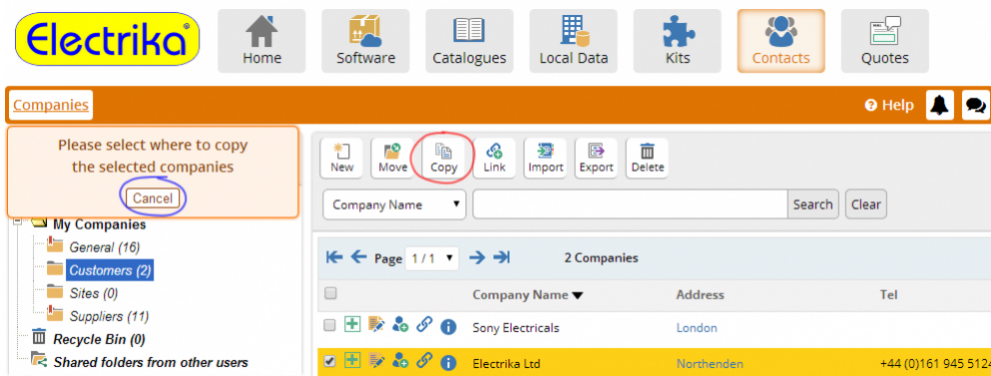 Electrika®
Home
Software
Catalogues
Local Data
Kits
Contacts
Quotes
Companies
Help
Please select where to copy
the selected companies
Cancel
My Companies
General (16)
Customers (2)
Sites (0)
Suppliers (11)
Recycle Bin (0)
Shared folders from other users
New
Move
Copy
Link
Import
Export
Delete
Company Name
Search
Clear
Page 1/1
2 Companies
Company Name Address Tel
Sony Electricals London
Electrika Ltd Northenden +44 (0)161 945 5124